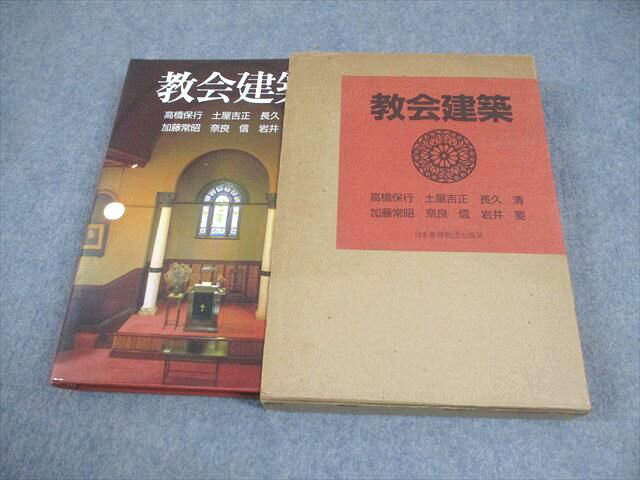 教会建築
高橋保行 土屋吉正 長久
加藤常昭 奈良 信 岩井
教会建築
高橋保行 土屋吉正 長久 清
加藤常昭 奈良 信 岩井 要
日本基督教団出版局